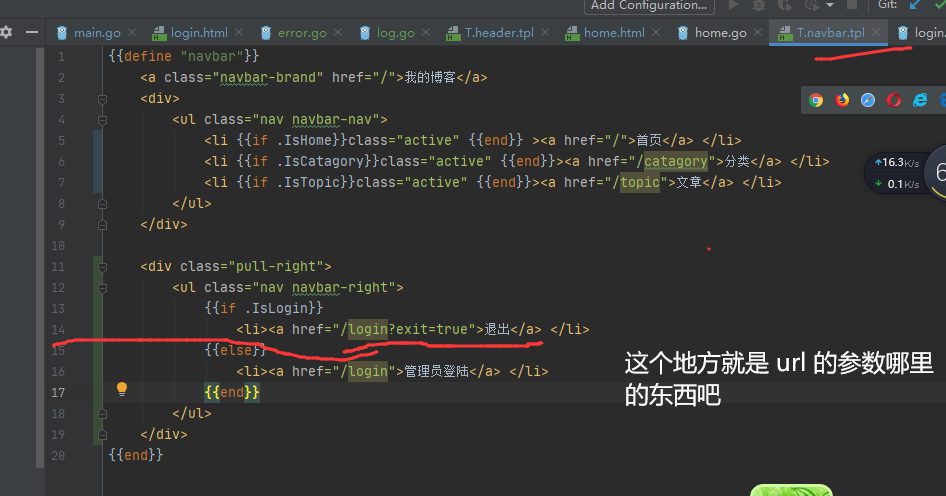 Add Configuration...
Git:
main.go
login.html
error.go
log.go
T.header.tpl
home.html
home.go
T.navbar.tpl
login.
1 {{define "navbar"}}
2 <a class="navbar-brand" href="/">我的博客</a>
3 <div>
4 <ul class="nav navbar-nav">
5 <li {{if .IsHome}}class="active" {{end}} ><a href="/">首页</a> </li>
6 <li {{if .IsCatagory}}class="active" {{end}}><a href="/catagory">分类</a> </li>
7 <li {{if .IsTopic}}class="active" {{end}}><a href="/topic">文章</a> </li>
8 </ul>
9 </div>
10
11 <div class="pull-right">
12 <ul class="nav navbar-right">
13 {{if .IsLogin}}
14 <li><a href="/login?exit=true">退出</a> </li>
15 {{else}}
16 <li><a href="/login">管理员登陆</a> </li>
17 {{end}}
18 </ul>
19 </div>
20 {{end}}
16.3K/s
0.1K/s
6
这个地方就是 url 的参数哪里
的东西吧